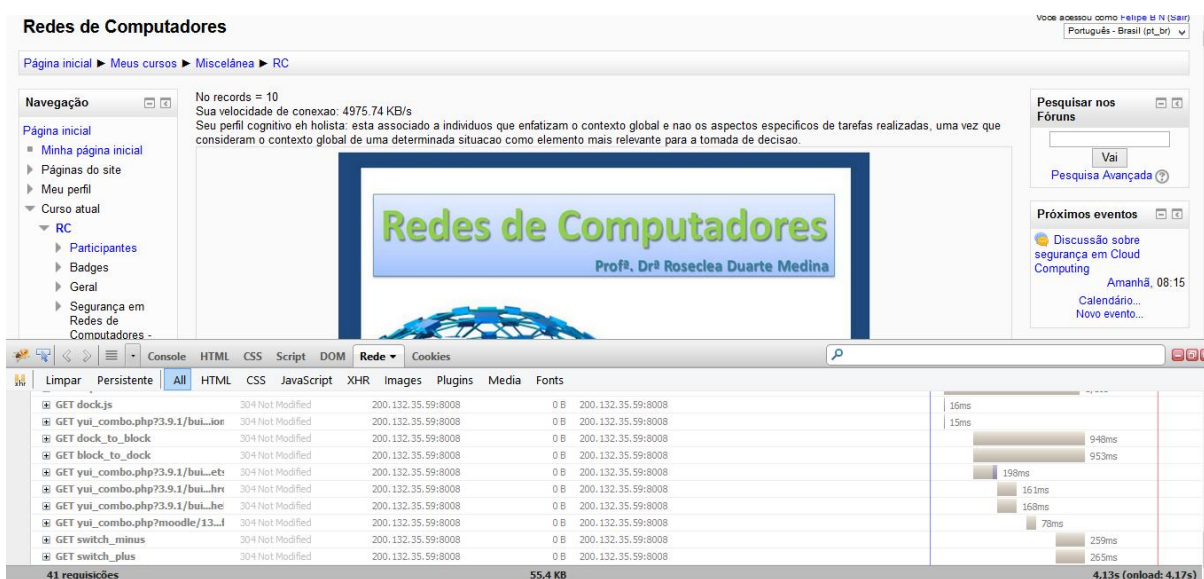 Redes de Computadores
Você acessou como Felipe B N (Sair)
Português - Brasil (pt_br)
Página inicial ► Meus cursos ► Miscelânea ► RC
Navegação
Página inicial
Minha página inicial
Páginas do site
Meu perfil
Curso atual
RC
Participantes
Badges
Geral
Segurança em
Redes de
Computadores -
No records = 10
Sua velocidade de conexao: 4975.74 KB/s
Seu perfil cognitivo eh holista: esta associado a individuos que enfatizam o contexto global e nao os aspectos especificos de tarefas realizadas, uma vez que
consideram o contexto global de uma determinada situacao como elemento mais relevante para a tomada de decisao.
Redes de Computadores
Profª. Drª Roseclea Duarte Medina
Pesquisar nos
Fóruns
Vai
Pesquisa Avançada
Próximos eventos
Discussão sobre
segurança em Cloud
Computing
Amanhã, 08:15
Calendário...
Novo evento...
Console HTML CSS Script DOM Rede Cookies
Limpar Persistente All HTML CSS JavaScript XHR Images Plugins Media Fonts
GET dock.js 304 Not Modified 200.132.35.59:8008 0 B 200.132.35.59:8008 16ms
GET yui_combo.php?3.9.1/bui...ion 304 Not Modified 200.132.35.59:8008 0 B 200.132.35.59:8008 15ms
GET dock_to_block 304 Not Modified 200.132.35.59:8008 0 B 200.132.35.59:8008 948ms
GET block_to_dock 304 Not Modified 200.132.35.59:8008 0 B 200.132.35.59:8008 953ms
GET yui_combo.php?3.9.1/bui...ets 304 Not Modified 200.132.35.59:8008 0 B 200.132.35.59:8008 198ms
GET yui_combo.php?3.9.1/bui...hro 304 Not Modified 200.132.35.59:8008 0 B 200.132.35.59:8008 161ms
GET yui_combo.php?3.9.1/bui...hel 304 Not Modified 200.132.35.59:8008 0 B 200.132.35.59:8008 168ms
GET yui_combo.php?moodle/13...f 304 Not Modified 200.132.35.59:8008 0 B 200.132.35.59:8008 78ms
GET switch_minus 304 Not Modified 200.132.35.59:8008 0 B 200.132.35.59:8008 259ms
GET switch_plus 304 Not Modified 200.132.35.59:8008 0 B 200.132.35.59:8008 265ms
41 requisições 55.4 KB 4.13s (onload: 4.17s)